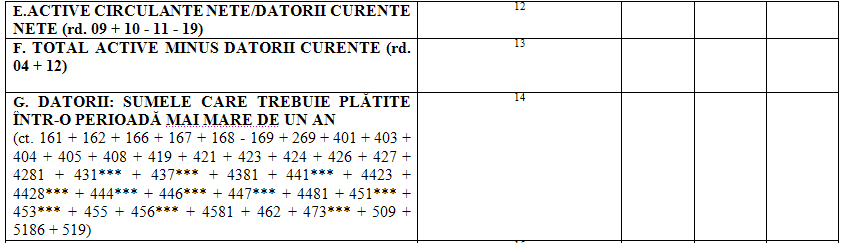 E.ACTIVE CIRCULANTE NETE/DATORII CURENTE 12
NETE (rd. 09 + 10 - 11 - 19)
F. TOTAL ACTIVE MINUS DATORII CURENTE (rd. 13
04 + 12)
G. DATORII: SUMELE CARE TREBUIE PLĂTITE 14
ÎNTR-O PERIOADĂ MAI MARE DE UN AN
(ct. 161 + 162 + 166 + 167 + 168 - 169 + 269 + 401 + 403 +
404 + 405 + 408 + 419 + 421 + 423 + 424 + 426 + 427 +
4281 + 431*** + 437*** + 4381 + 441*** + 4423 +
4428*** + 444*** + 446*** + 447*** + 4481 + 451*** +
453*** + 455 + 456*** + 4581 + 462 + 473*** + 509 +
5186 + 519)